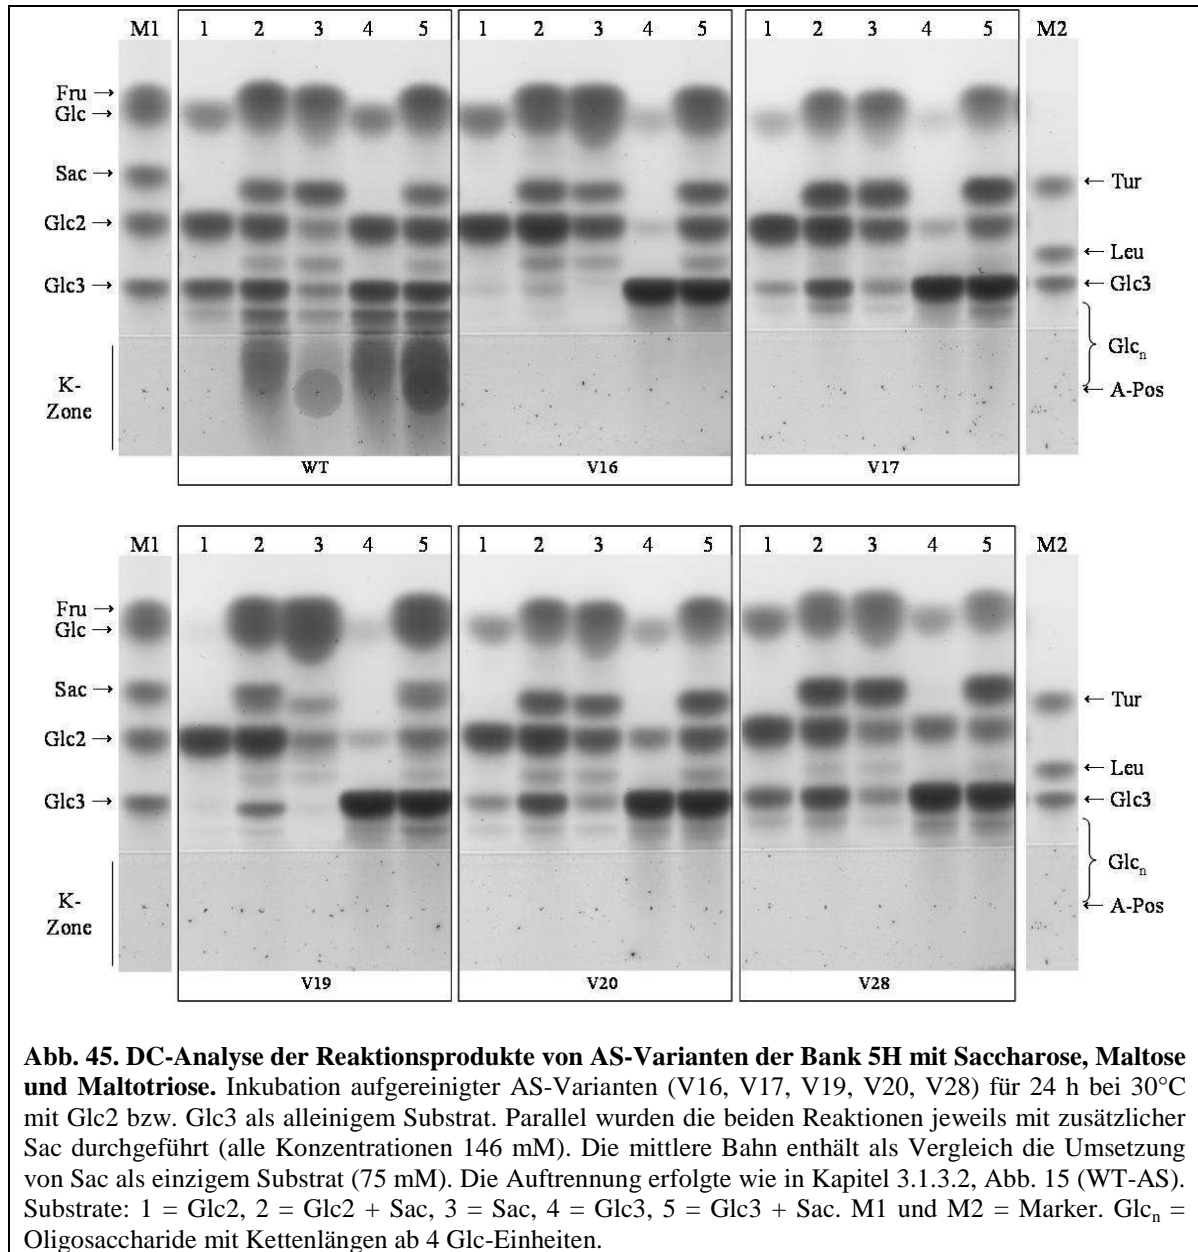 M1 1 2 3 4 5 1 2 3 4 5 1 2 3 4 5 M2
Fru →
Glc →
Sac →
← Tur
Glc2 →
← Leu
Glc3 →
← Glc3
Glcn
K-
Zone
← A-Pos
WT V16 V17
M1 1 2 3 4 5 1 2 3 4 5 1 2 3 4 5 M2
Fru →
Glc →
Sac →
← Tur
Glc2 →
← Leu
Glc3 →
← Glc3
Glcn
K-
Zone
← A-Pos
V19 V20 V28
Abb. 45. DC-Analyse der Reaktionsprodukte von AS-Varianten der Bank 5H mit Saccharose, Maltose
und Maltotriose. Inkubation aufgereinigter AS-Varianten (V16, V17, V19, V20, V28) für 24 h bei 30°C
mit Glc2 bzw. Glc3 als alleinigem Substrat. Parallel wurden die beiden Reaktionen jeweils mit zusätzlicher
Sac durchgeführt (alle Konzentrationen 146 mM). Die mittlere Bahn enthält als Vergleich die Umsetzung
von Sac als einzigem Substrat (75 mM). Die Auftrennung erfolgte wie in Kapitel 3.1.3.2, Abb. 15 (WT-AS).
Substrate: 1 = Glc2, 2 = Glc2 + Sac, 3 = Sac, 4 = Glc3, 5 = Glc3 + Sac. M1 und M2 = Marker. Glcn =
Oligosaccharide mit Kettenlängen ab 4 Glc-Einheiten.